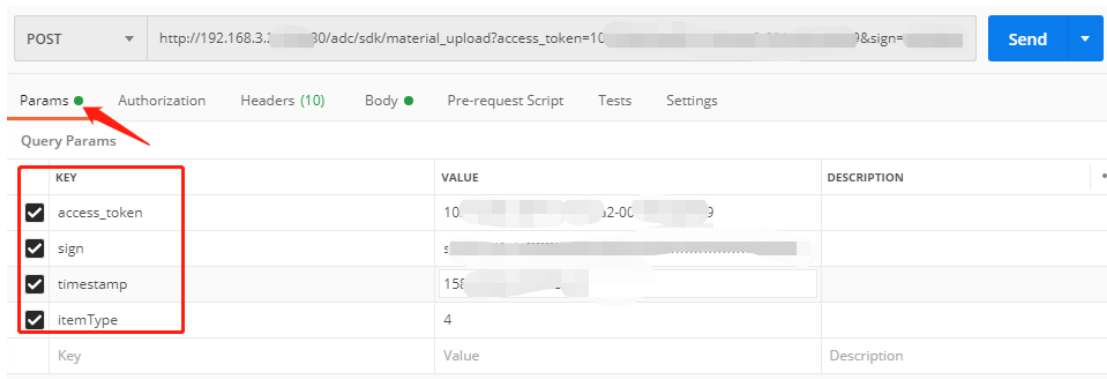 POST http://192.168.3. 30/adc/sdk/material_upload?access_token=10 9&sign= Send
Params Authorization Headers (10) Body Pre-request Script Tests Settings
Query Params
KEY VALUE DESCRIPTION
access_token 10 a2-00 9
sign s
timestamp 158
itemType 4
Key Value Description